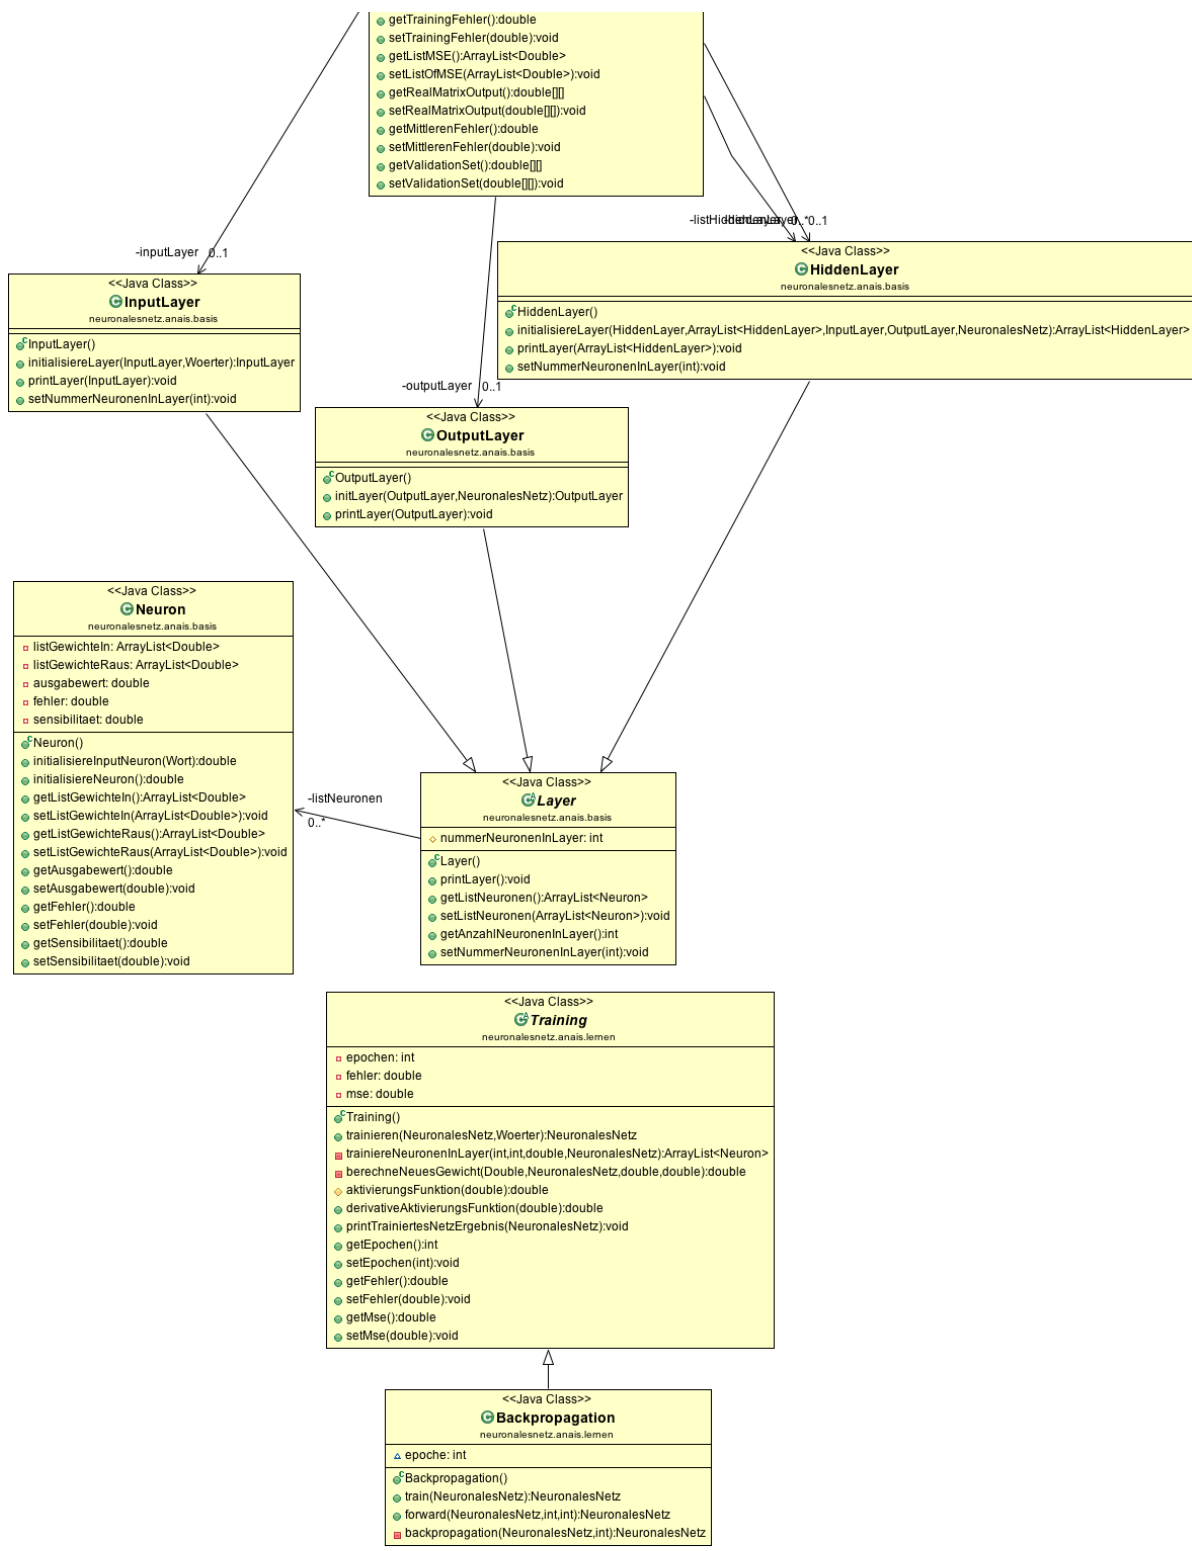 getTrainingFehler():double
setTrainingFehler(double):void
getListMSE():ArrayList<Double>
setListOfMSE(ArrayList<Double>):void
getRealMatrixOutput():double[][]
setRealMatrixOutput(double[][]):void
getMittlerenFehler():double
setMittlerenFehler(double):void
getValidationSet():double[][]
setValidationSet(double[][]):void
0..1
-inputLayer 0..1
<<Java Class>>
InputLayer
neuronalesnetz.anais.basis
InputLayer()
initialisiereLayer(InputLayer,Woerter):InputLayer
printLayer(InputLayer):void
setNummerNeuronenInLayer(int):void
<<Java Class>>
HiddenLayer
neuronalesnetz.anais.basis
HiddenLayer()
initialisiereLayer(HiddenLayer,ArrayList<HiddenLayer>,InputLayer,OutputLayer,NeuronalesNetz):ArrayList<HiddenLayer>
printLayer(ArrayList<HiddenLayer>):void
setNummerNeuronenInLayer(int):void
-outputLayer 0..1
<<Java Class>>
OutputLayer
neuronalesnetz.anais.basis
OutputLayer()
initLayer(OutputLayer,NeuronalesNetz):OutputLayer
printLayer(OutputLayer):void
<<Java Class>>
Neuron
neuronalesnetz.anais.basis
listGewichteIn: ArrayList<Double>
listGewichteRaus: ArrayList<Double>
ausgabewert: double
fehler: double
sensibilitaet: double
Neuron()
initialisiereInputNeuron(Wort):double
initialisiereNeuron():double
getListGewichteIn():ArrayList<Double>
setListGewichteIn(ArrayList<Double>):void
getListGewichteRaus():ArrayList<Double>
setListGewichteRaus(ArrayList<Double>):void
getAusgabewert():double
setAusgabewert(double):void
getFehler():double
setFehler(double):void
getSensibilitaet():double
setSensibilitaet(double):void
-listNeuronen
0..*
<<Java Class>>
Layer
neuronalesnetz.anais.basis
nummerNeuronenInLayer: int
Layer()
printLayer():void
getListNeuronen():ArrayList<Neuron>
setListNeuronen(ArrayList<Neuron>):void
getAnzahlNeuronenInLayer():int
setNummerNeuronenInLayer(int):void
<<Java Class>>
Training
neuronalesnetz.anais.lernen
epochen: int
fehler: double
mse: double
Training()
trainieren(NeuronalesNetz,Woerter):NeuronalesNetz
trainiereNeuronenInLayer(int,int,double,NeuronalesNetz):ArrayList<Neuron>
berechneNeuesGewicht(Double,NeuronalesNetz,double,double):double
aktivierungsFunktion(double):double
derivativeAktivierungsFunktion(double):double
printTrainiertesNetzErgebnis(NeuronalesNetz):void
getEpochen():int
setEpochen(int):void
getFehler():double
setFehler(double):void
getMse():double
setMse(double):void
<<Java Class>>
Backpropagation
neuronalesnetz.anais.lernen
epoche: int
Backpropagation()
train(NeuronalesNetz):NeuronalesNetz
forward(NeuronalesNetz,int,int):NeuronalesNetz
backpropagation(NeuronalesNetz,int):NeuronalesNetz